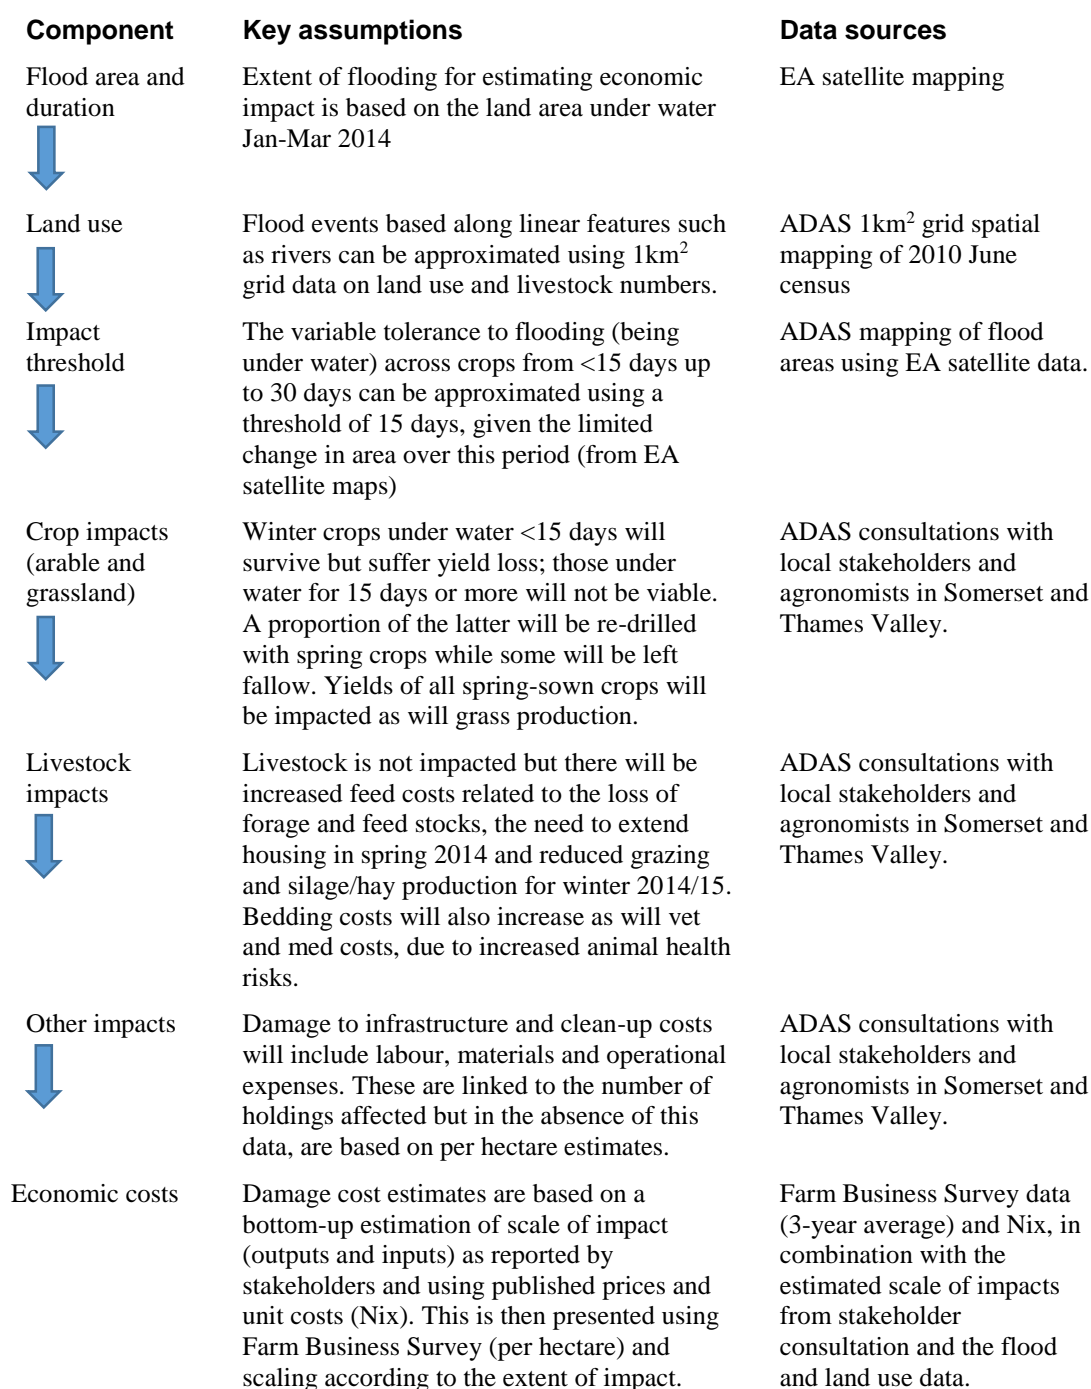 Component Key assumptions Data sources
Flood area and duration
Extent of flooding for estimating economic
impact is based on the land area under water
Jan-Mar 2014
EA satellite mapping
Land use
Flood events based along linear features such
as rivers can be approximated using 1km²
grid data on land use and livestock numbers.
ADAS 1km² grid spatial
mapping of 2010 June
census
Impact
threshold
The variable tolerance to flooding (being
under water) across crops from <15 days up
to 30 days can be approximated using a
threshold of 15 days, given the limited
change in area over this period (from EA
satellite maps)
ADAS mapping of flood
areas using EA satellite data.
Crop impacts
(arable and
grassland)
Winter crops under water <15 days will
survive but suffer yield loss; those under
water for 15 days or more will not be viable.
A proportion of the latter will be re-drilled
with spring crops while some will be left
fallow. Yields of all spring-sown crops will
be impacted as will grass production.
ADAS consultations with
local stakeholders and
agronomists in Somerset and
Thames Valley.
Livestock
impacts
Livestock is not impacted but there will be
increased feed costs related to the loss of
forage and feed stocks, the need to extend
housing in spring 2014 and reduced grazing
and silage/hay production for winter 2014/15.
Bedding costs will also increase as will vet
and med costs, due to increased animal health
risks.
ADAS consultations with
local stakeholders and
agronomists in Somerset and
Thames Valley.
Other impacts
Damage to infrastructure and clean-up costs
will include labour, materials and operational
expenses. These are linked to the number of
holdings affected but in the absence of this
data, are based on per hectare estimates.
ADAS consultations with
local stakeholders and
agronomists in Somerset and
Thames Valley.
Economic costs
Damage cost estimates are based on a
bottom-up estimation of scale of impact
(outputs and inputs) as reported by
stakeholders and using published prices and
unit costs (Nix). This is then presented using
Farm Business Survey (per hectare) and
scaling according to the extent of impact.
Farm Business Survey data
(3-year average) and Nix, in
combination with the
estimated scale of impacts
from stakeholder
consultation and the flood
and land use data.